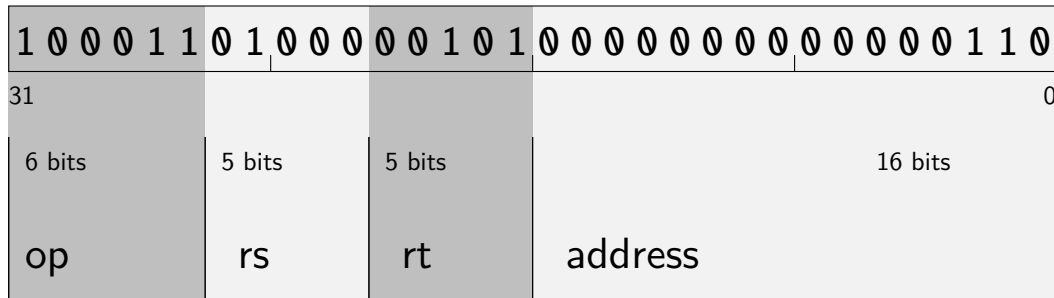 1 0 0 0 1 1 0 1 0 0 0 0 0 1 0 1 0 0 0 0 0 0 0 0 0 0 0 0 0 1 1 0
31 0
6 bits 5 bits 5 bits 16 bits
op rs rt address